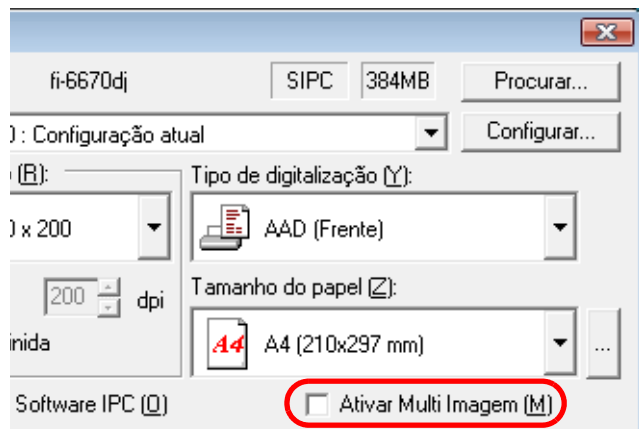 fi-6670dj SIPC 384MB Procurar...
0 : Configuração atual Configurar...
(R): Tipo de digitalização (Y):
0 x 200 AAD (Frente)
200 dpi Tamanho do papel (Z):
inida A4 A4 (210x297 mm) ...
Software IPC (O) Ativar Multi Imagem (M)